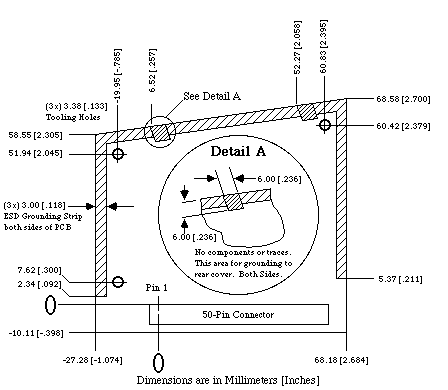 -19.95 [-.785]
6.52 [.257]
52.27 [2.058]
60.83 [2.395]
(3x) 3.38 [.133]
Tooling Holes
See Detail A
68.58 [2.700]
58.55 [2.305]
60.42 [2.379]
51.94 [2.045]
Detail A
6.00 [.236]
(3x) 3.00 [.118]
ESD Grounding Strip
both sides of PCB
6.00 [.236]
No components or traces.
This area for grounding to
rear cover. Both Sides.
7.62 [.300]
2.34 [.092]
5.37 [.211]
Pin 1
50-Pin Connector
-10.11 [-.398]
-27.28 [-1.074]
68.18 [2.684]
Dimensions are in Millimeters [Inches]